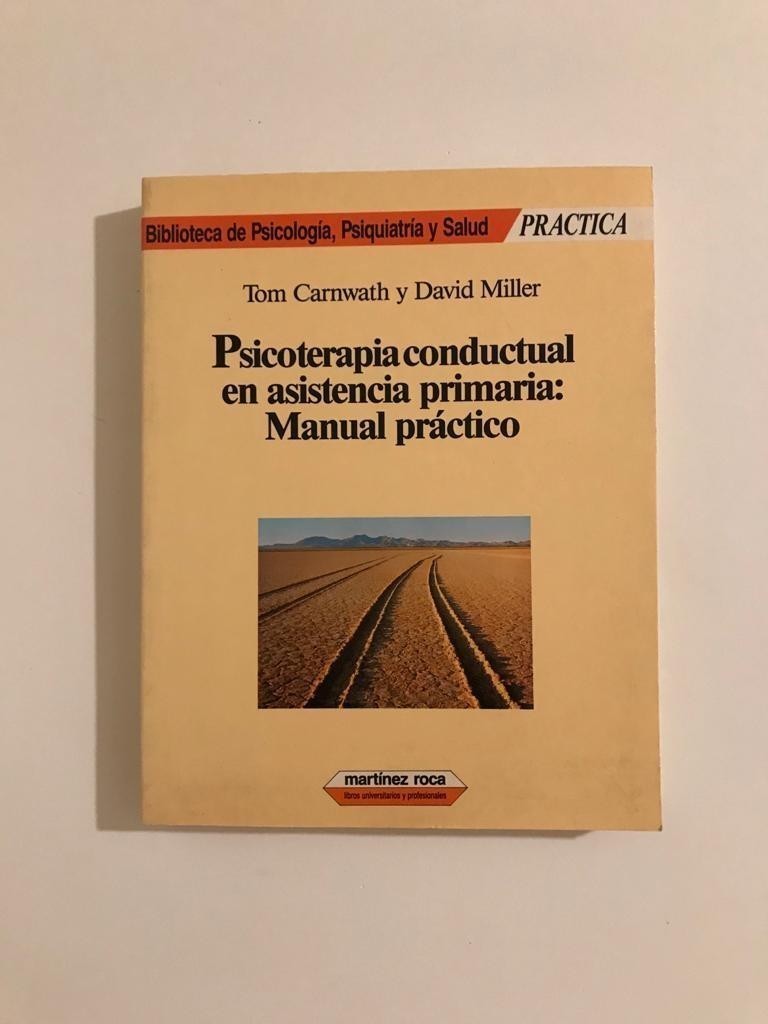 Biblioteca de Psicología, Psiquiatría y Salud PRACTICA
Tom Carnwath y David Miller
Psicoterapia conductual
en asistencia primaria:
Manual práctico
martínez roca
libros universitarios y profesionales